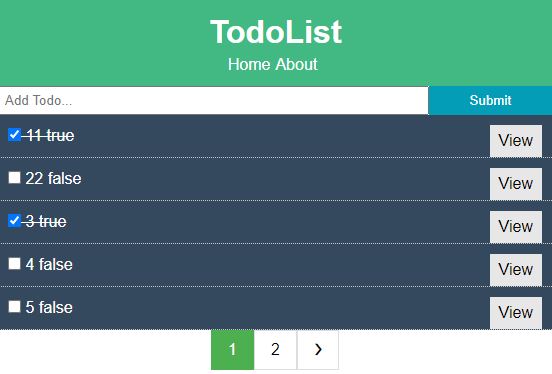 TodoList
Home About
Add Todo... Submit
11 true View
22 false View
3 true View
4 false View
5 false View
1 2 ›